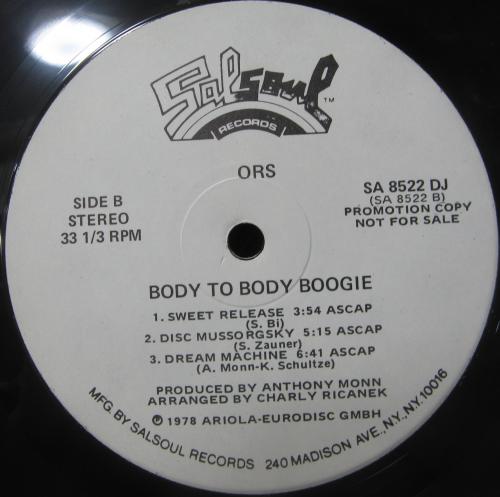 Salsoul TM
RECORDS
ORS
SIDE B
STEREO
33 1/3 RPM
SA 8522 DJ
(SA 8522 B)
PROMOTION COPY
NOT FOR SALE
BODY TO BODY BOOGIE
1. SWEET RELEASE 3:54 ASCAP
(S. Bi)
2. DISC MUSSORGSKY 5:15 ASCAP
(S. Zauner)
3. DREAM MACHINE 6:41 ASCAP
(A. Monn-K. Schultze)
PRODUCED BY ANTHONY MONN
ARRANGED BY CHARLY RICANEK
℗ 1978 ARIOLA-EURODISC GMBH
MFG. BY SALSOUL RECORDS 240 MADISON AVE., NY., NY. 10016